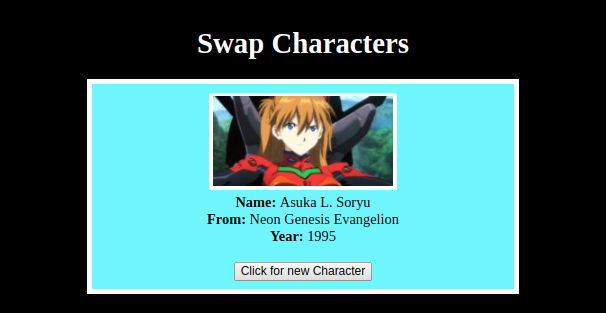 Swap Characters
Name: Asuka L. Soryu
From: Neon Genesis Evangelion
Year: 1995
Click for new Character